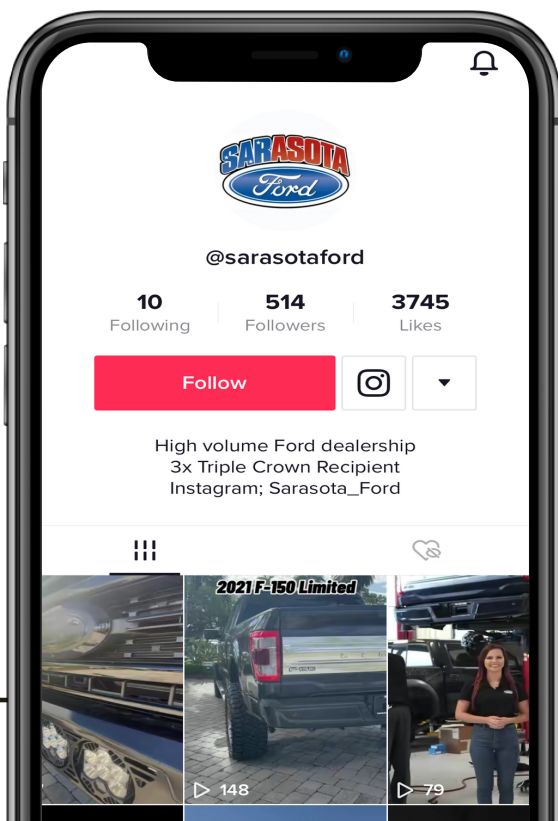 SARASOTA
Ford
@sarasotaford
10
Following
514
Followers
3745
Likes
Follow
High volume Ford dealership
3x Triple Crown Recipient
Instagram; Sarasota_Ford
2021 F-150 Limited
148
79